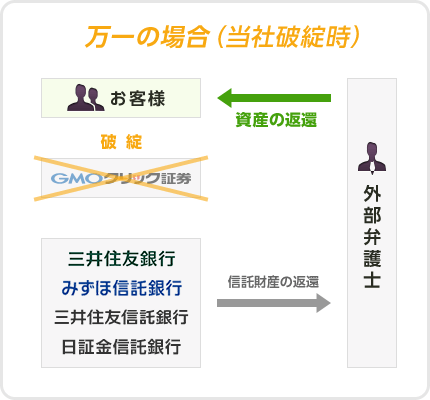 万一の場合（当社破綻時）
お客様
資産の返還
破綻
GMOクリック証券
外部弁護士
三井住友銀行
みずほ信託銀行
三井住友信託銀行
日証金信託銀行
信託財産の返還